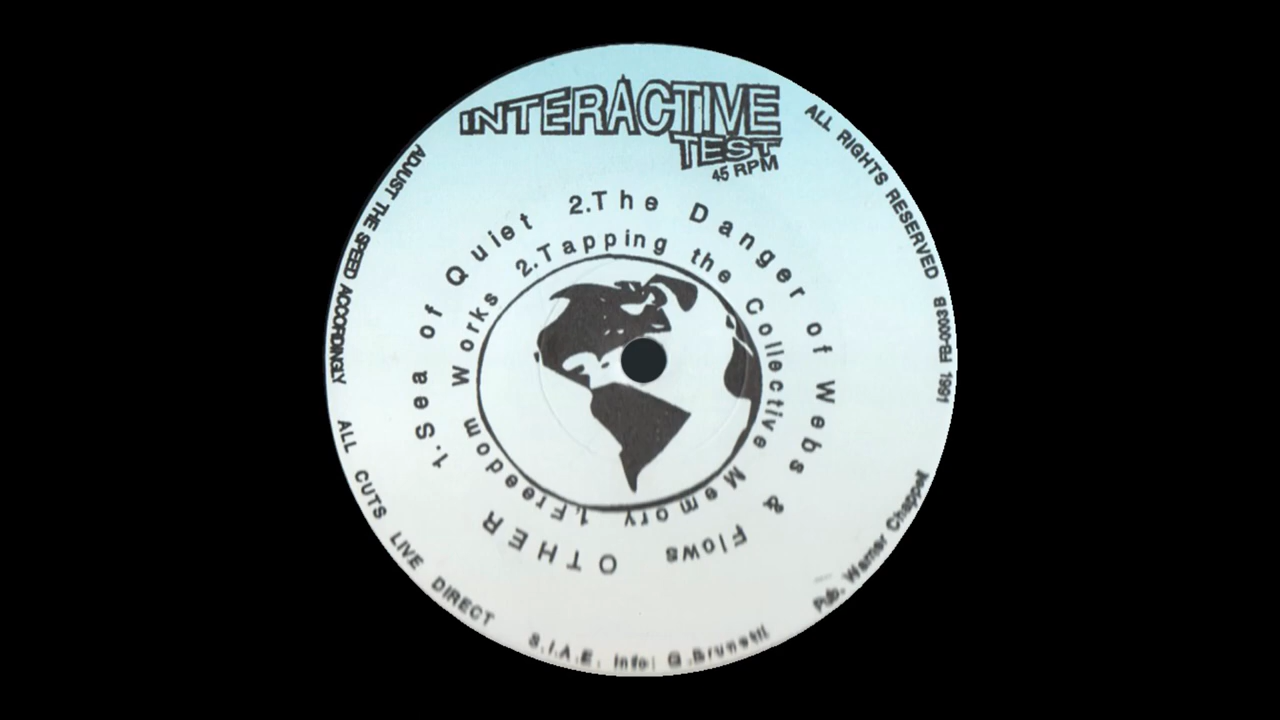 INTERACTIVE
TEST
45 RPM
ALL RIGHTS RESERVED 1991 FB-0003 B
Pub. Warner Chappell
S.I.A.E. Info: G.Brunetti
ALL CUTS LIVE DIRECT
ADJUST THE SPEED ACCORDINGLY
OTHER
1.Sea of Quiet 2.The Danger of Webs & Flows
1.Freedom Works 2.Tapping the Collective Memory